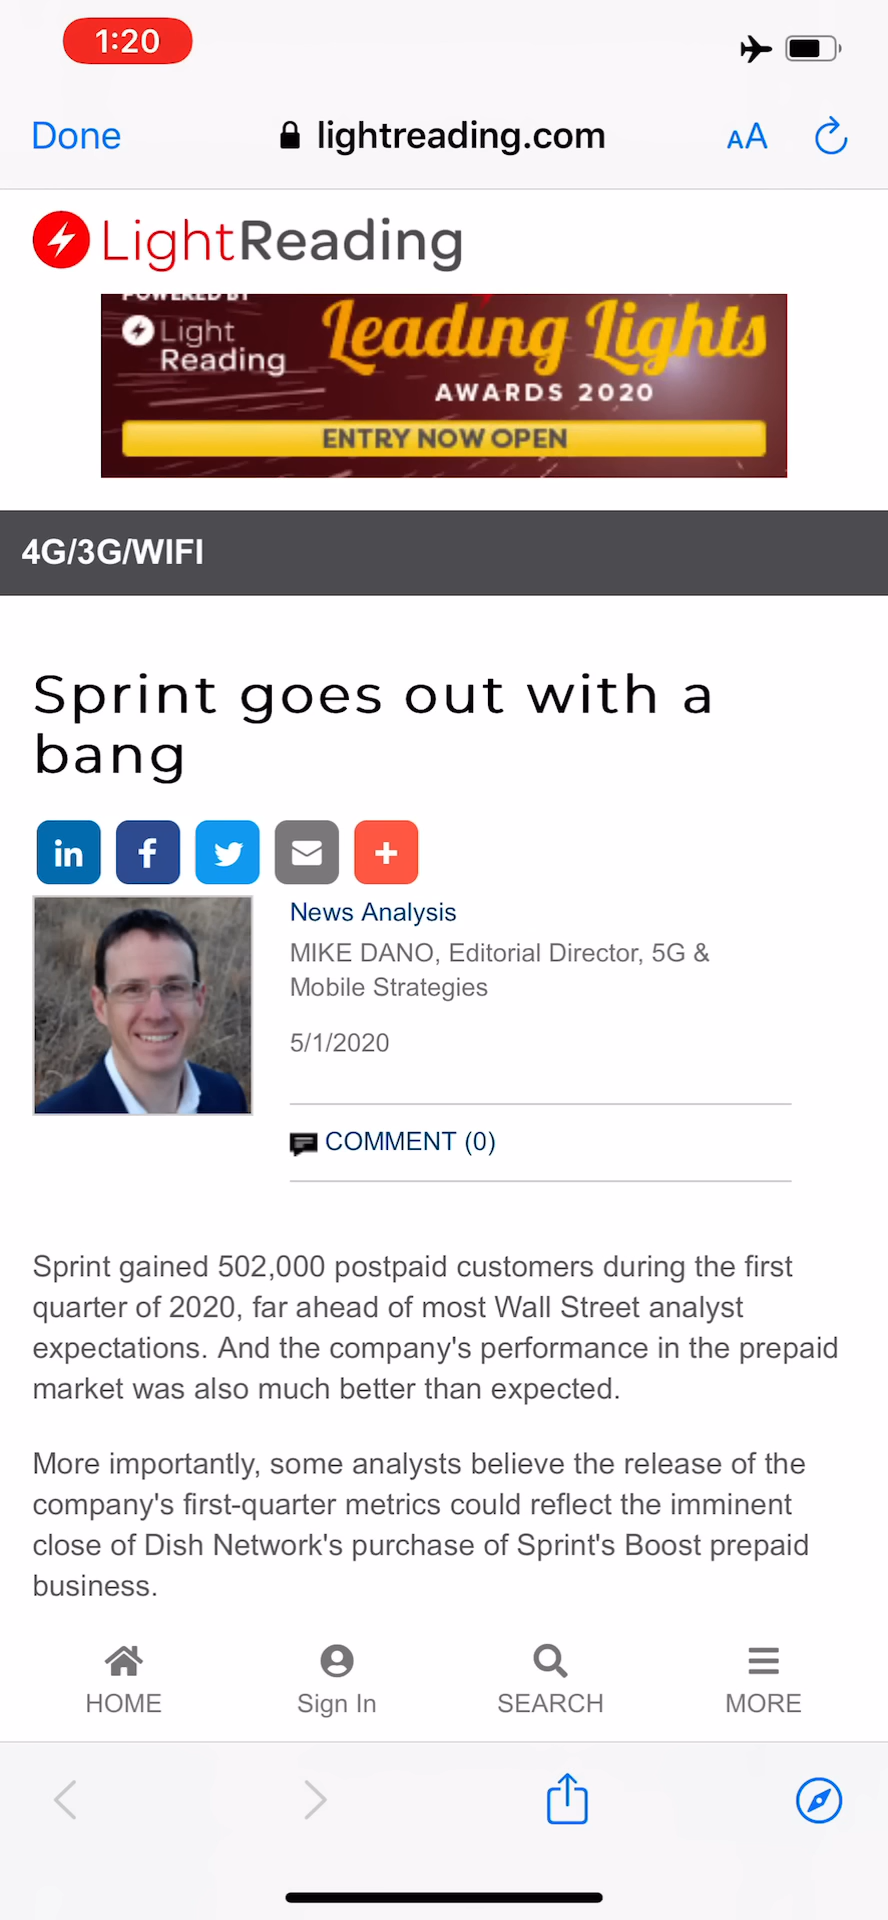 1:20
Done
lightreading.com
AA
LightReading
POWERED BY
Light
Reading
Leading Lights
AWARDS 2020
ENTRY NOW OPEN
4G/3G/WIFI
Sprint goes out with a
bang
in
f
News Analysis
MIKE DANO, Editorial Director, 5G &
Mobile Strategies
5/1/2020
COMMENT (0)
Sprint gained 502,000 postpaid customers during the first
quarter of 2020, far ahead of most Wall Street analyst
expectations. And the company's performance in the prepaid
market was also much better than expected.
More importantly, some analysts believe the release of the
company's first-quarter metrics could reflect the imminent
close of Dish Network's purchase of Sprint's Boost prepaid
business.
HOME
Sign In
SEARCH
MORE